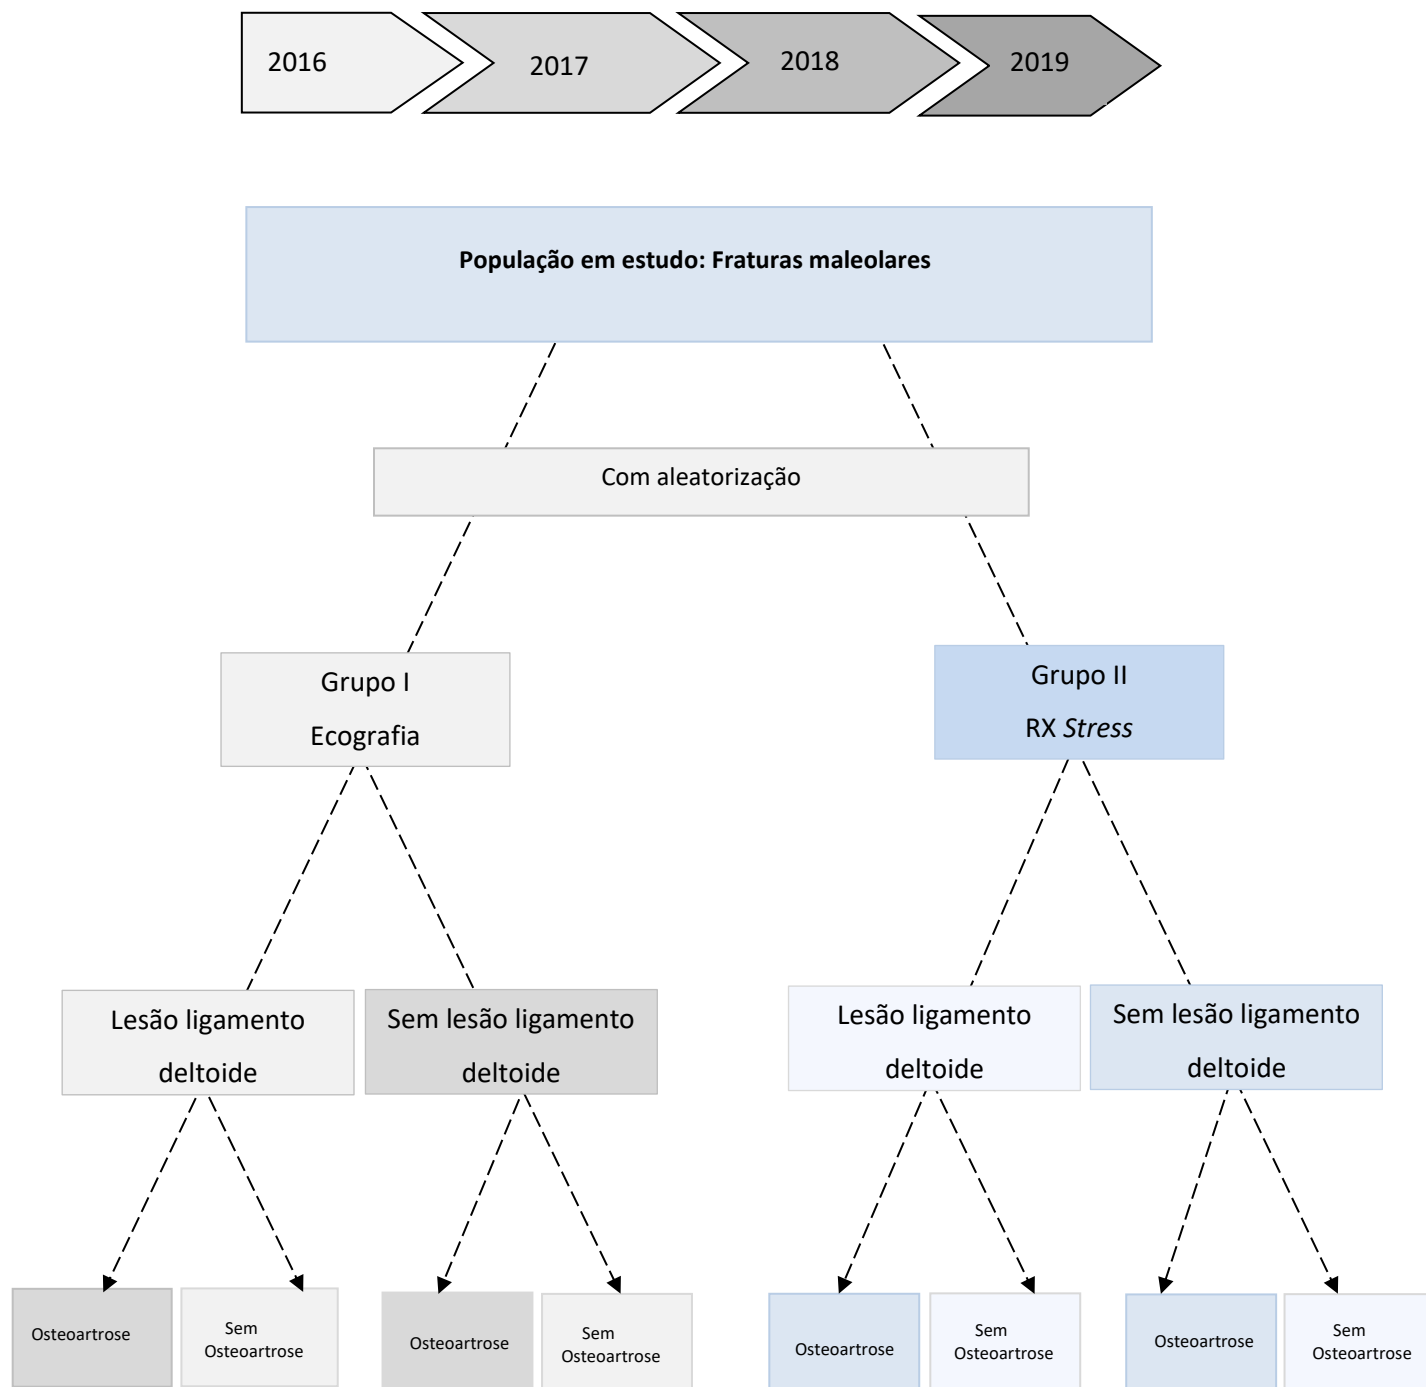 2016
2017
2018
2019
População em estudo: Fraturas maleolares
Com aleatorização
Grupo I
Ecografia
Grupo II
RX Stress
Lesão ligamento
deltoide
Sem lesão ligamento
deltoide
Lesão ligamento
deltoide
Sem lesão ligamento
deltoide
Osteoartrose
Sem
Osteoartrose
Osteoartrose
Sem
Osteoartrose
Osteoartrose
Sem
Osteoartrose
Osteoartrose
Sem
Osteoartrose